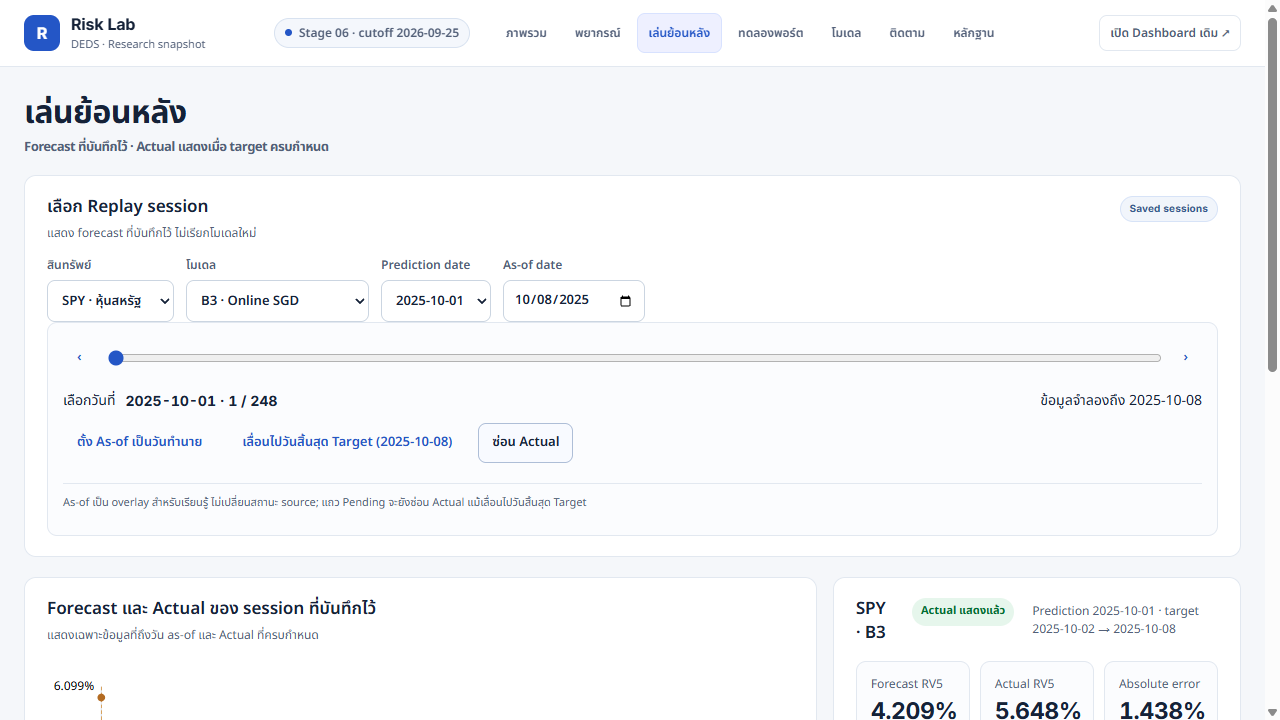 R
Risk Lab
DEDS · Research snapshot
Stage 06 · cutoff 2026-09-25
ภาพรวม
พยากรณ์
เล่นย้อนหลัง
ทดลองพอร์ต
โมเดล
ติดตาม
หลักฐาน
เปิด Dashboard เดิม ↗
เล่นย้อนหลัง
Forecast ที่บันทึกไว้ · Actual แสดงเมื่อ target ครบกำหนด
เลือก Replay session
แสดง forecast ที่บันทึกไว้ ไม่เรียกโมเดลใหม่
Saved sessions
สินทรัพย์
โมเดล
Prediction date
As-of date
SPY · หุ้นสหรัฐ
B3 · Online SGD
2025-10-01
10/08/2025
‹
›
เลือกวันที่ 2025-10-01 · 1 / 248
ข้อมูลจำลองถึง 2025-10-08
ตั้ง As-of เป็นวันทำนาย
เลื่อนไปวันสิ้นสุด Target (2025-10-08)
ซ่อน Actual
As-of เป็น overlay สำหรับเรียนรู้ ไม่เปลี่ยนสถานะ source; แถว Pending จะยังซ่อน Actual แม้เลื่อนไปวันสิ้นสุด Target
Forecast และ Actual ของ session ที่บันทึกไว้
แสดงเฉพาะข้อมูลที่ถึงวัน as-of และ Actual ที่ครบกำหนด
6.099%
SPY
· B3
Actual แสดงแล้ว
Prediction 2025-10-01 · target
2025-10-02 → 2025-10-08
Forecast RV5
4.209%
Actual RV5
5.648%
Absolute error
1.438%